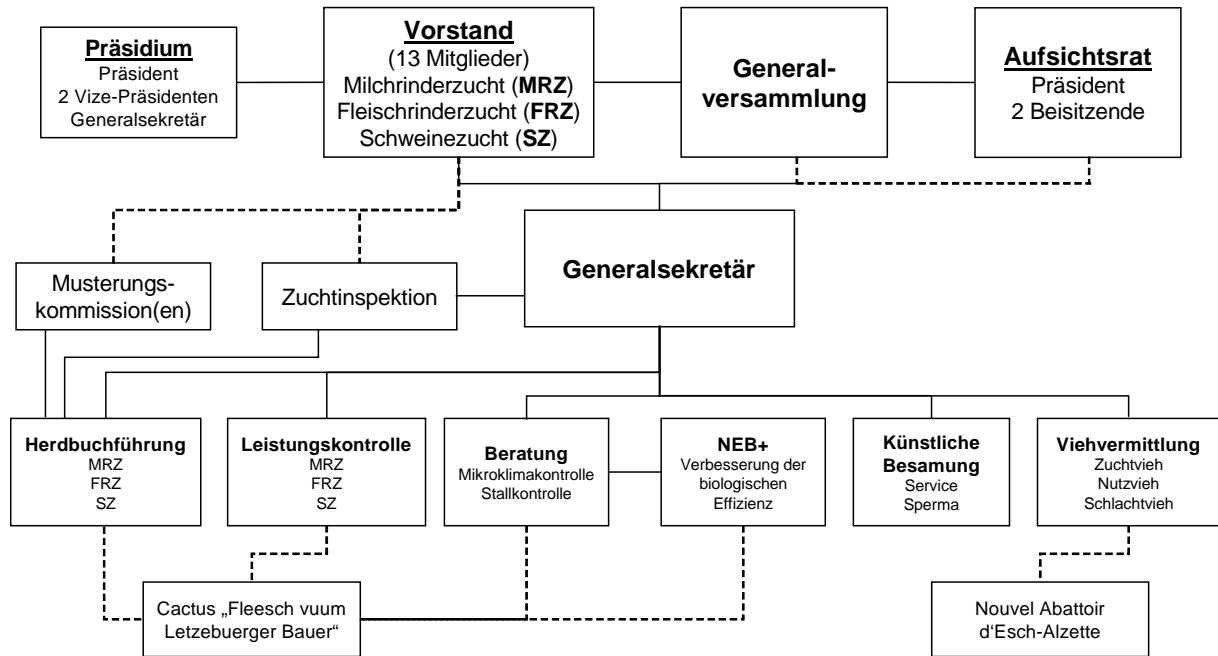 Präsidium
Präsident
2 Vize-Präsidenten
Generalsekretär
Vorstand
(13 Mitglieder)
Milchrinderzucht (MRZ)
Fleischrinderzucht (FRZ)
Schweinezucht (SZ)
General-
versammlung
Aufsichtsrat
Präsident
2 Beisitzende
Musterungs-
kommission(en)
Zuchtinspektion
Generalsekretär
Herdbuchführung
MRZ
FRZ
SZ
Leistungskontrolle
MRZ
FRZ
SZ
Beratung
Mikroklimakontrolle
Stallkontrolle
NEB+
Verbesserung der
biologischen
Effizienz
Künstliche
Besamung
Service
Sperma
Viehvermittlung
Zuchtvieh
Nutzvieh
Schlachtvieh
Cactus „Fleesch vuum
Letzebuerger Bauer“
Nouvel Abattoir
d‘Esch-Alzette